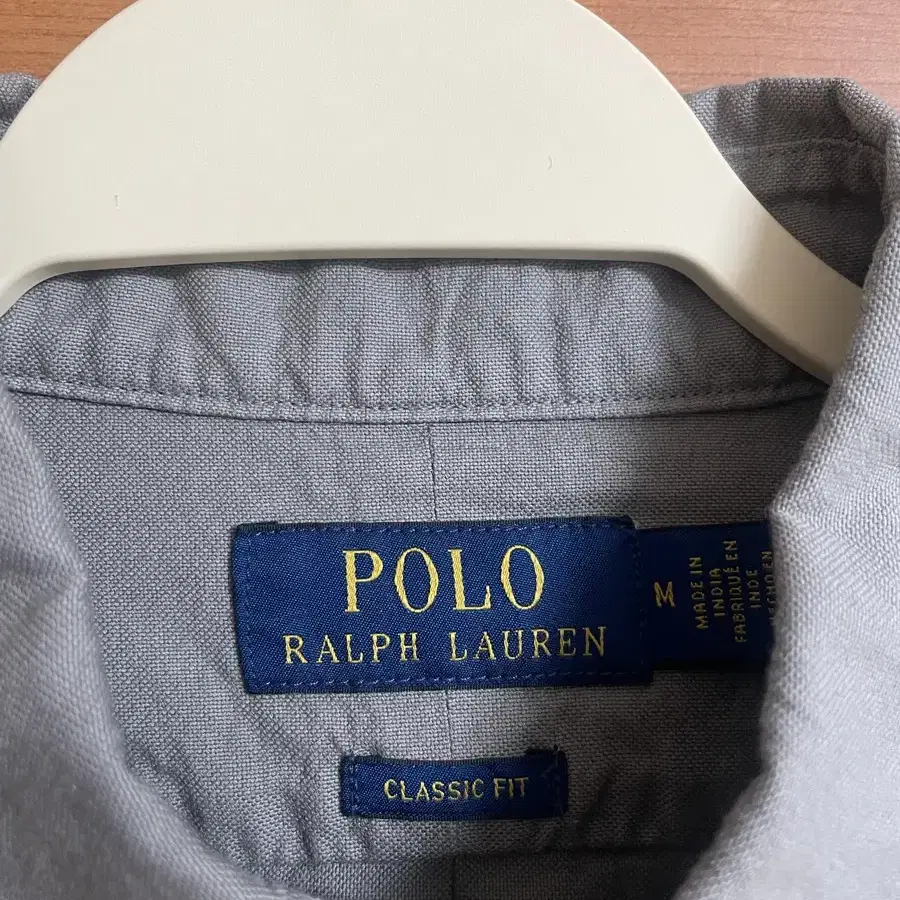 POLO
RALPH LAUREN
M
MADE IN
INDIA
FABRIQUÉ EN
INDE
CLASSIC FIT